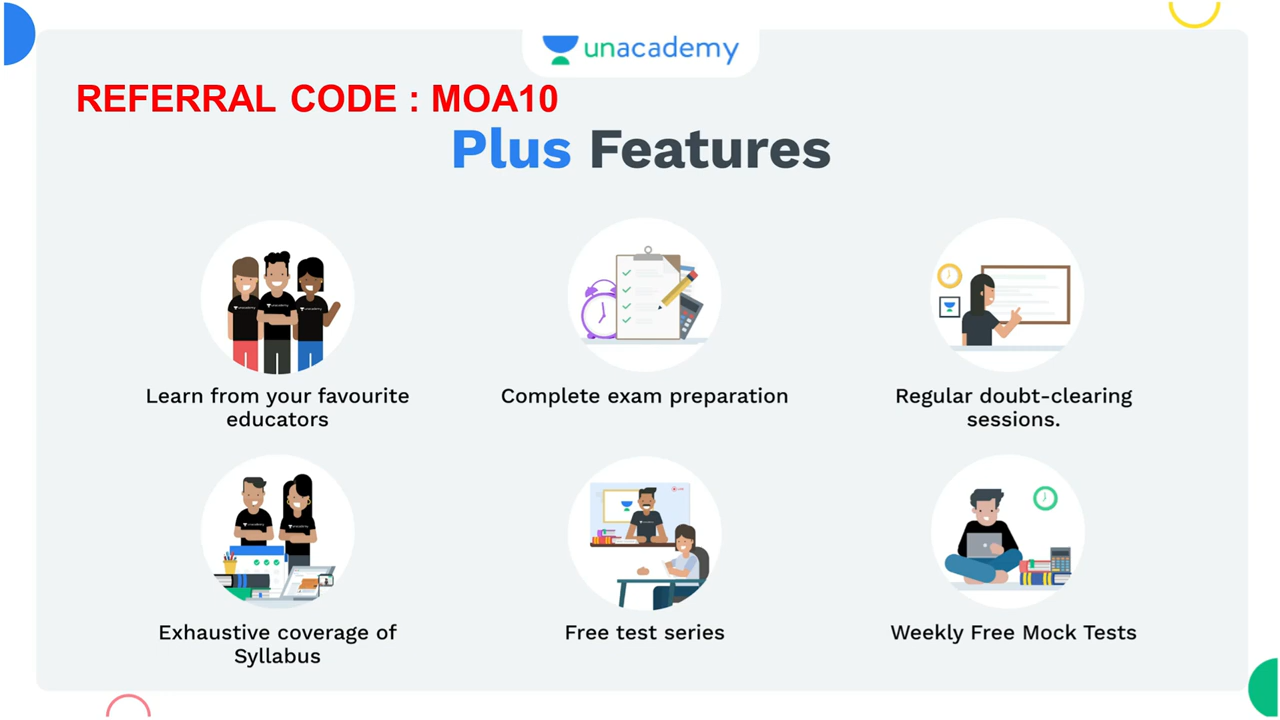 unacademy
REFERRAL CODE : MOA10
Plus Features
Learn from your favourite
educators
Complete exam preparation
Regular doubt-clearing
sessions.
Exhaustive coverage of
Syllabus
Free test series
Weekly Free Mock Tests